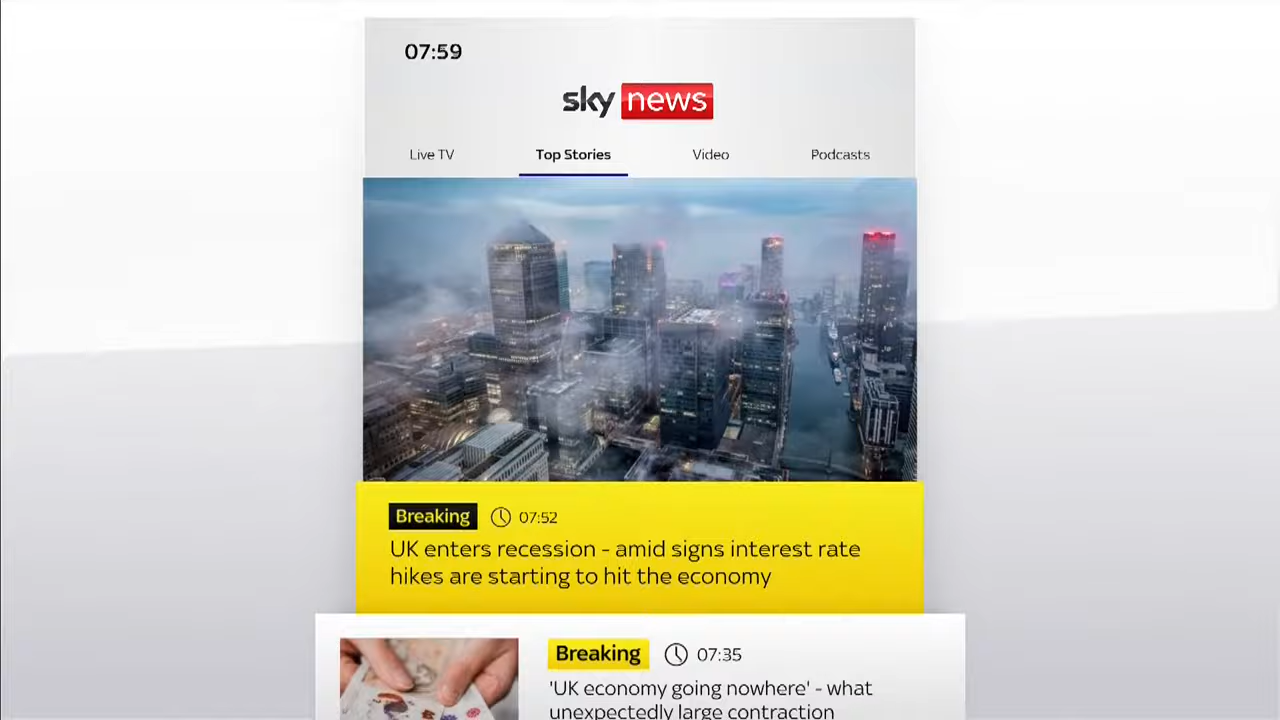 07:59
sky news
Live TV
Top Stories
Video
Podcasts
Breaking 07:52
UK enters recession - amid signs interest rate
hikes are starting to hit the economy
Breaking 07:35
'UK economy going nowhere' - what
unexpectedly large contraction